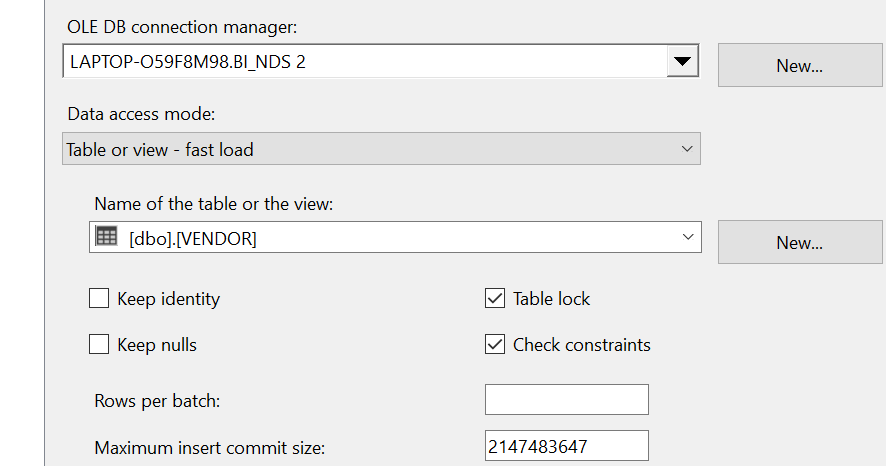 OLE DB connection manager:
LAPTOP-O59F8M98.BI_NDS 2
New...
Data access mode:
Table or view - fast load
Name of the table or the view:
[dbo].[VENDOR]
New...
Keep identity
Table lock
Keep nulls
Check constraints
Rows per batch:
Maximum insert commit size:
2147483647